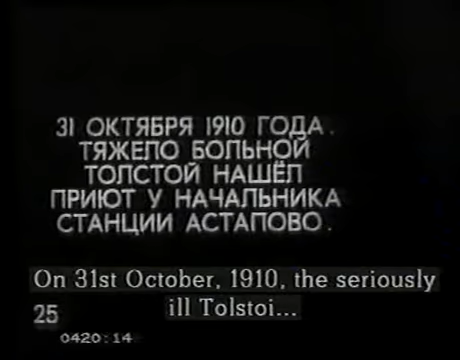 31 ОКТЯБРЯ 1910 ГОДА.
ТЯЖЕЛО БОЛЬНОЙ
ТОЛСТОЙ НАШЁЛ
ПРИЮТ У НАЧАЛЬНИКА
СТАНЦИИ АСТАПОВО.
On 31st October, 1910, the seriously
ill Tolstoi...
25
0420:14